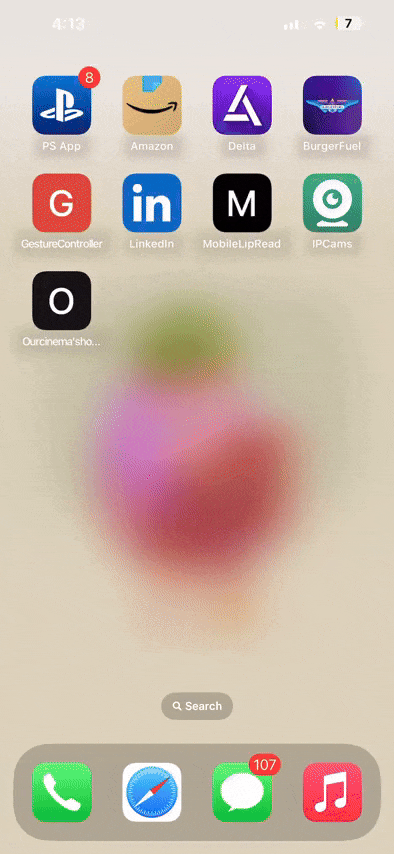 4:13
7
8
PS App
Amazon
Delta
BurgerFuel
G
in
M
GestureController
LinkedIn
MobileLipRead
IPCams
O
Ourcinema'sho...
Search
107